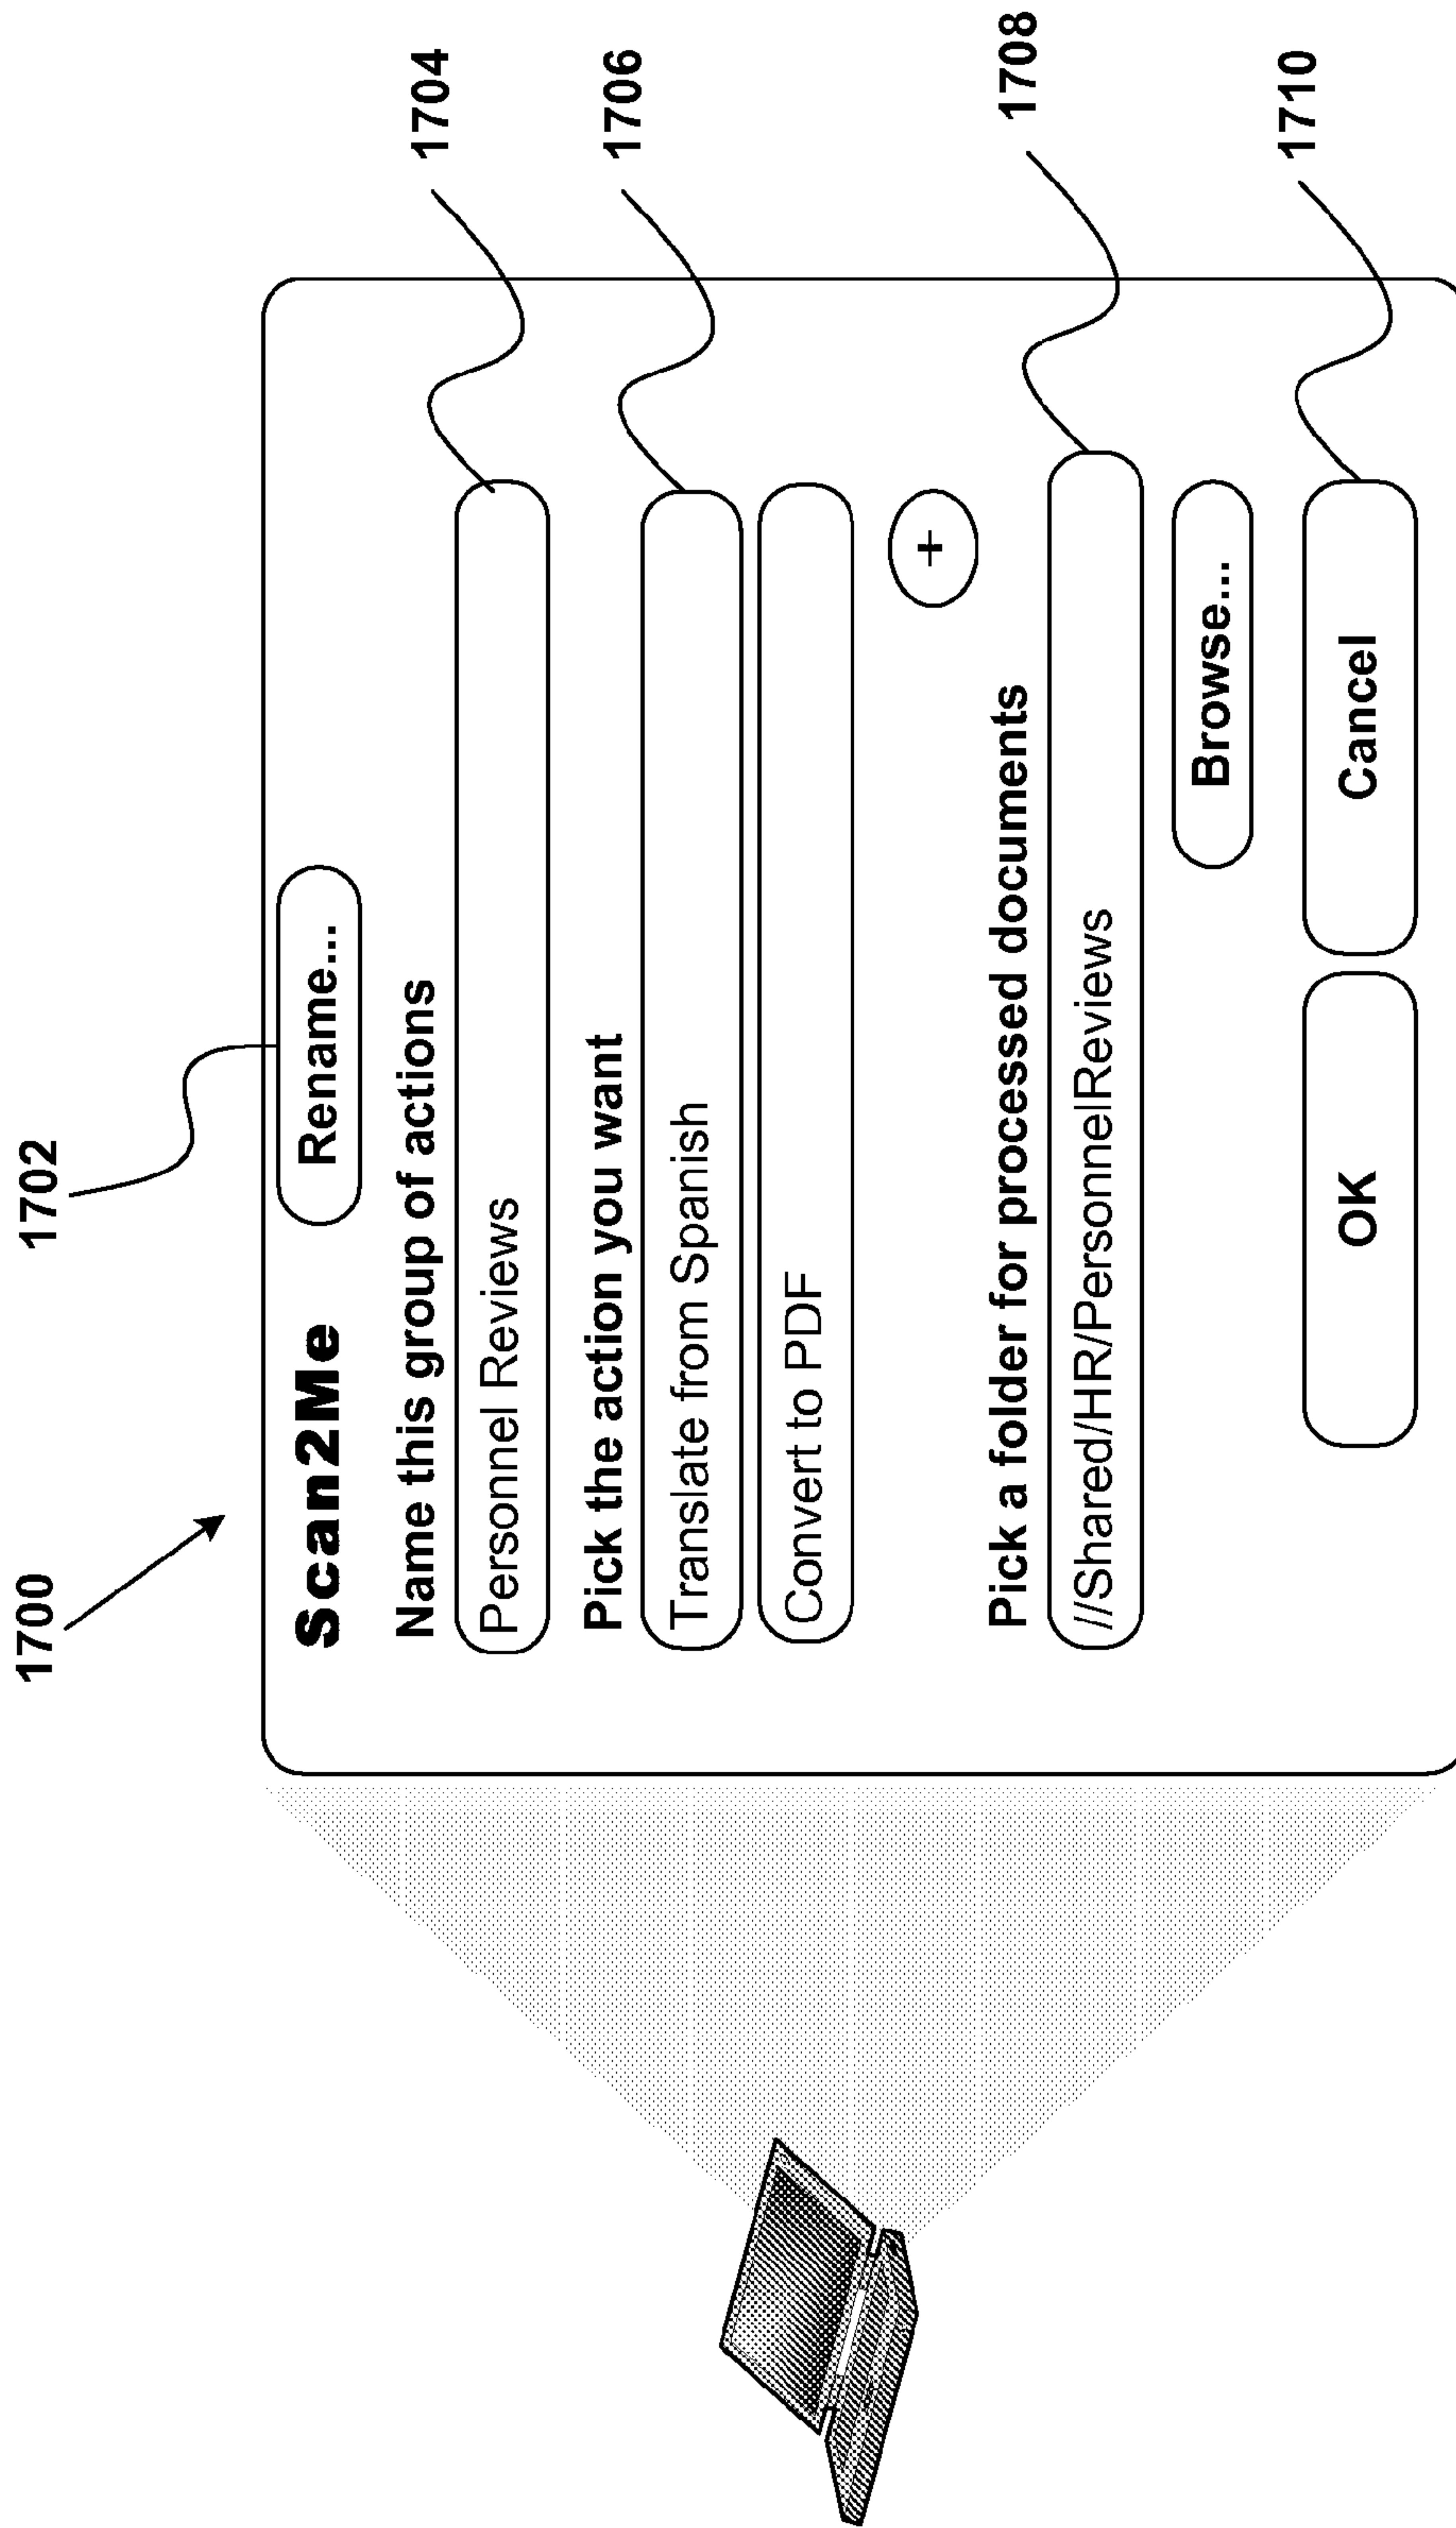 1700
1702
Scan2Me Rename...
Name this group of actions
Personnel Reviews
1704
Pick the action you want
Translate from Spanish
1706
Convert to PDF
+
Pick a folder for processed documents
//Shared/HR/PersonnelReviews
1708
Browse...
OK Cancel
1710